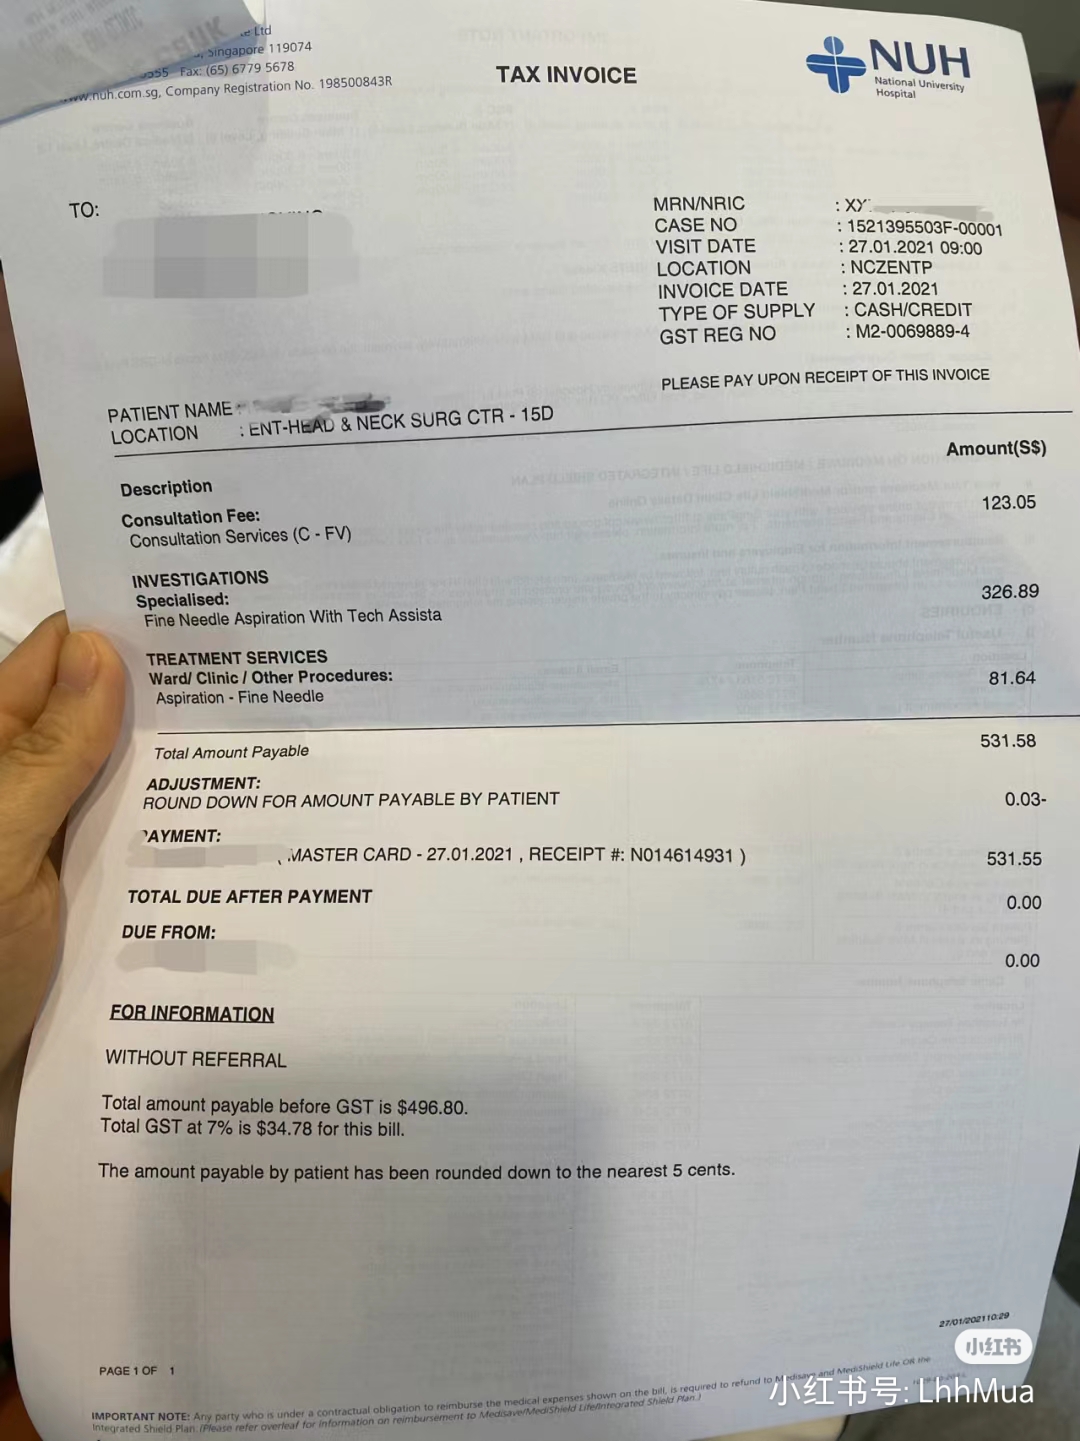 Ltd
Singapore 119074
Fax: (65) 6779 5678
www.nuh.com.sg, Company Registration No. 198500843R
TAX INVOICE
NUH
National University
Hospital
TO:
MRN/NRIC : XY
CASE NO : 1521395503F-00001
VISIT DATE : 27.01.2021 09:00
LOCATION : NCZENTP
INVOICE DATE : 27.01.2021
TYPE OF SUPPLY : CASH/CREDIT
GST REG NO : M2-0069889-4
PLEASE PAY UPON RECEIPT OF THIS INVOICE
PATIENT NAME :
LOCATION : ENT-HEAD & NECK SURG CTR - 15D
Amount(S$)
Description
Consultation Fee: 123.05
Consultation Services (C - FV)
INVESTIGATIONS
Specialised: 326.89
Fine Needle Aspiration With Tech Assista
TREATMENT SERVICES
Ward/ Clinic / Other Procedures: 81.64
Aspiration - Fine Needle
Total Amount Payable 531.58
ADJUSTMENT:
ROUND DOWN FOR AMOUNT PAYABLE BY PATIENT 0.03-
PAYMENT:
( MASTER CARD - 27.01.2021 , RECEIPT #: N014614931 ) 531.55
TOTAL DUE AFTER PAYMENT 0.00
DUE FROM:
0.00
FOR INFORMATION
WITHOUT REFERRAL
Total amount payable before GST is $496.80.
Total GST at 7% is $34.78 for this bill.
The amount payable by patient has been rounded down to the nearest 5 cents.
27/01/2021 10:29
小红书
PAGE 1 OF 1
小红书号: LhhMua
IMPORTANT NOTE: Any party who is under a contractual obligation to reimburse the medical expenses shown on the bill, is required to refund to Medisave and MediShield Life OR the
Integrated Shield Plan. (Please refer overleaf for information on reimbursement to Medisave/MediShield Life/Integrated Shield Plan.)